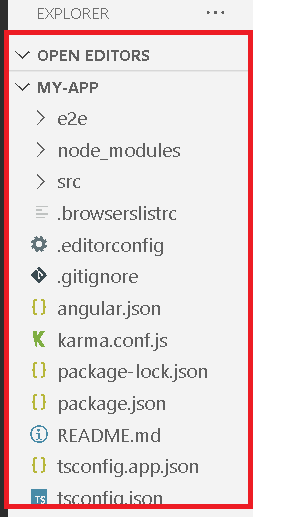 EXPLORER
OPEN EDITORS
MY-APP
e2e
node_modules
src
.browserslistrc
.editorconfig
.gitignore
{} angular.json
karma.conf.js
{} package-lock.json
{} package.json
README.md
{} tsconfig.app.json
TS tsconfig.json